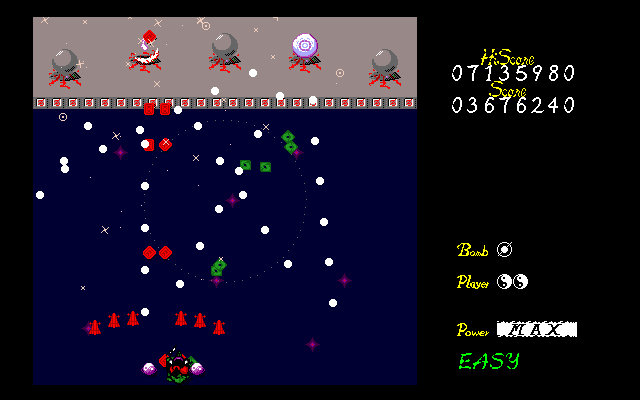 HiScore
07135980
Score
03676240
Bomb
Player
Power MAX
EASY